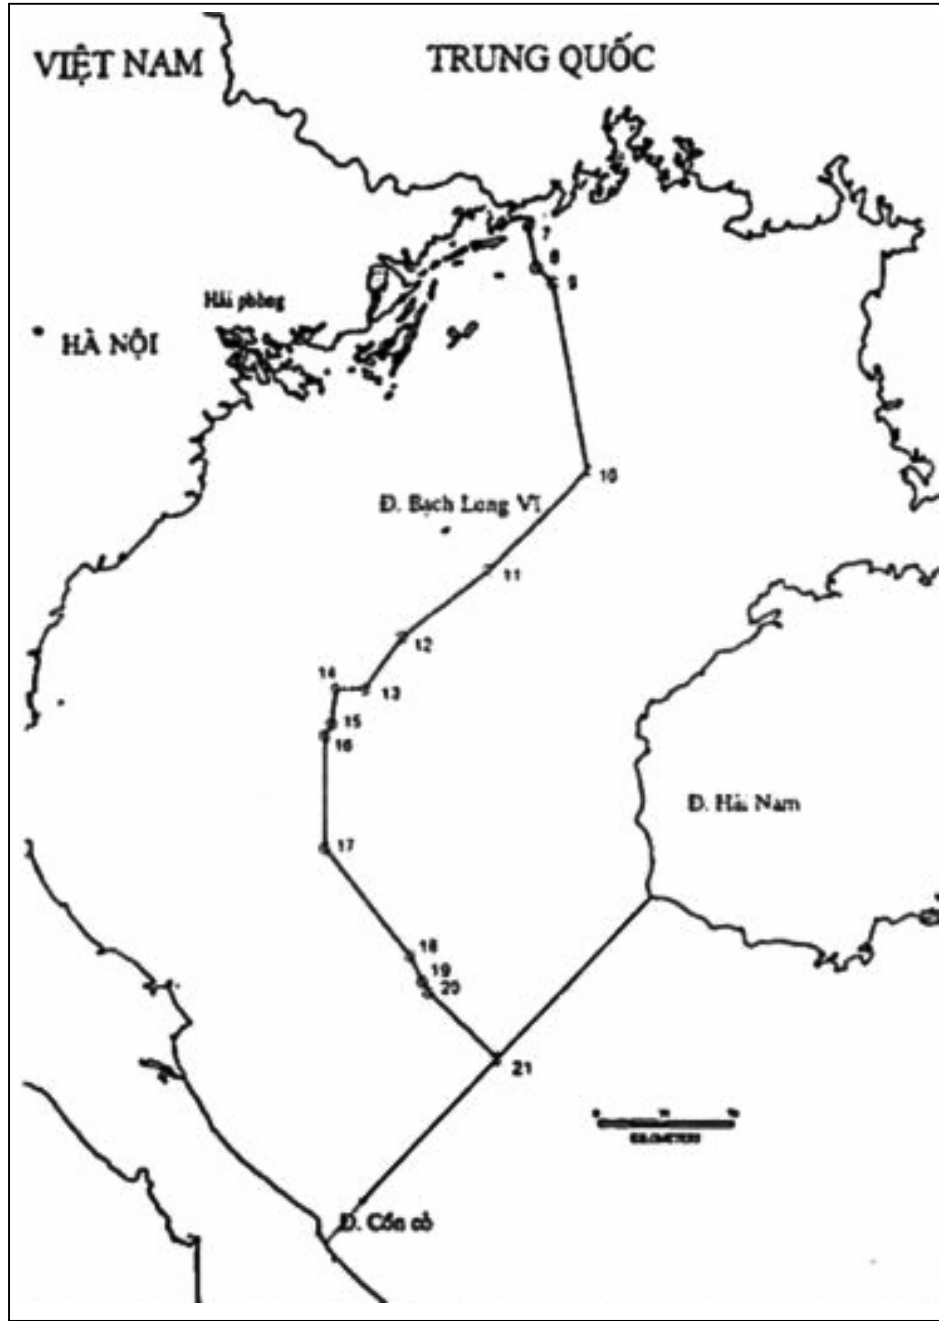 VIỆT NAM
TRUNG QUỐC
7
8
9
Hải phòng
HÀ NỘI
10
Đ. Bạch Long Vĩ
11
12
14
13
15
16
Đ. Hải Nam
17
18
19
20
21
KILOMETERS
Đ. Cồn cỏ